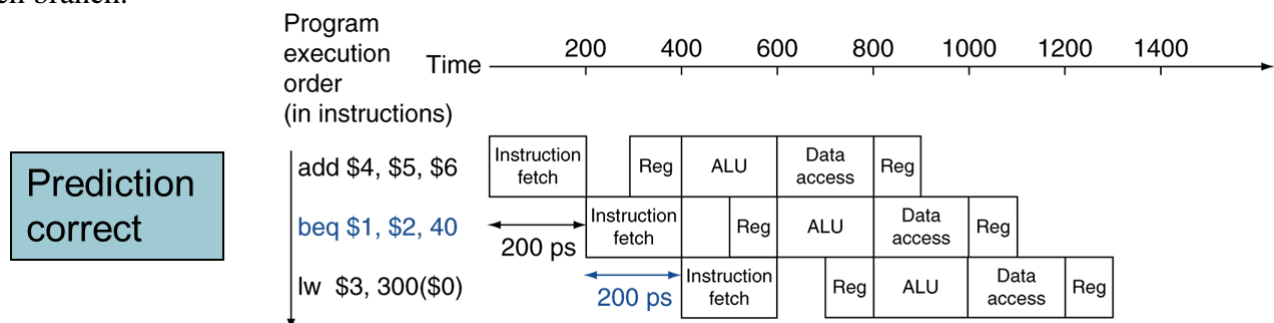 Program
execution
order
(in instructions)
Time
200 400 600 800 1000 1200 1400
Prediction
correct
add $4, $5, $6
Instruction
fetch
Reg
ALU
Data
access
Reg
beq $1, $2, 40
200 ps
Instruction
fetch
Reg
ALU
Data
access
Reg
lw $3, 300($0)
200 ps
Instruction
fetch
Reg
ALU
Data
access
Reg